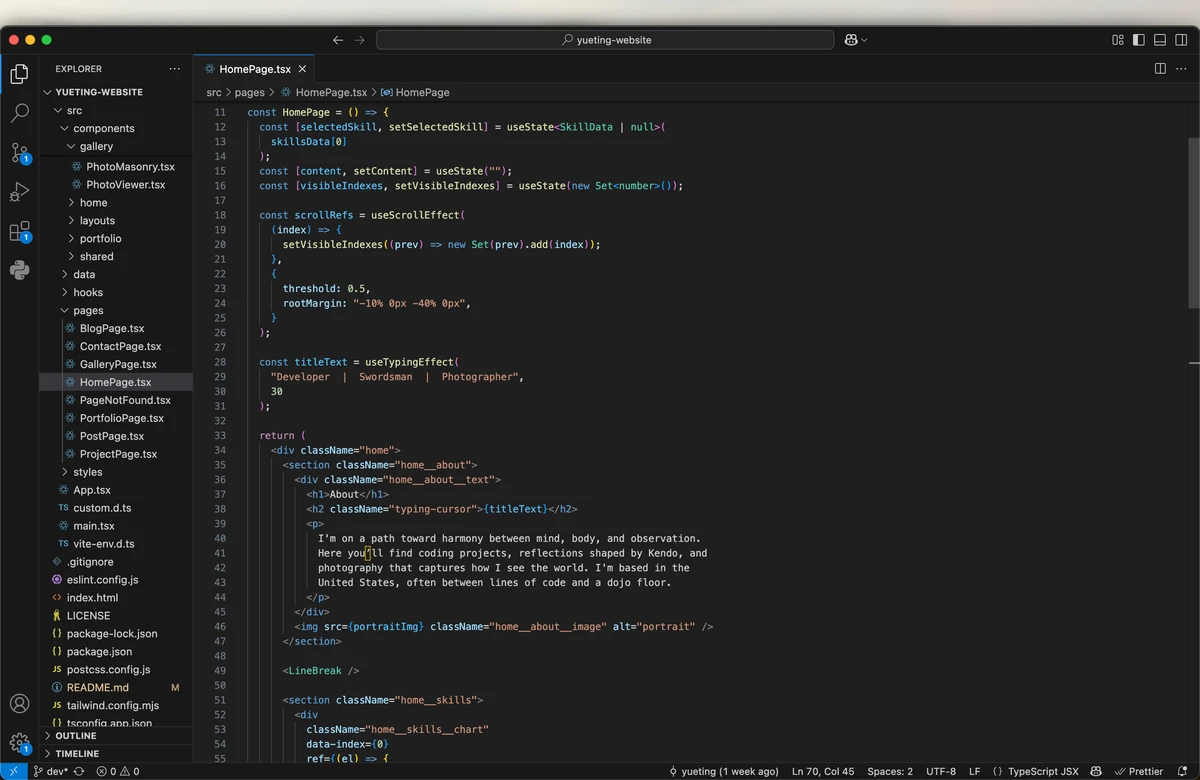 yueting-website
EXPLORER
YUETING-WEBSITE
src
components
gallery
PhotoMasonry.tsx
PhotoViewer.tsx
home
layouts
portfolio
shared
data
hooks
pages
BlogPage.tsx
ContactPage.tsx
GalleryPage.tsx
HomePage.tsx
PageNotFound.tsx
PortfolioPage.tsx
PostPage.tsx
ProjectPage.tsx
styles
App.tsx
TS custom.d.ts
main.tsx
TS vite-env.d.ts
.gitignore
eslint.config.js
<> index.html
LICENSE
{} package-lock.json
{} package.json
JS postcss.config.js
README.md M
JS tailwind.config.mjs
{} tsconfig.app.json
OUTLINE
TIMELINE
1
1
1
HomePage.tsx
src > pages > HomePage.tsx > HomePage
11 const HomePage = () => {
12 const [selectedSkill, setSelectedSkill] = useState<SkillData | null>(
13 skillsData[0]
14 );
15 const [content, setContent] = useState("");
16 const [visibleIndexes, setVisibleIndexes] = useState(new Set<number>());
17
18 const scrollRefs = useScrollEffect(
19 (index) => {
20 setVisibleIndexes((prev) => new Set(prev).add(index));
21 },
22 {
23 threshold: 0.5,
24 rootMargin: "-10% 0px -40% 0px",
25 }
26 );
27
28 const titleText = useTypingEffect(
29 "Developer | Swordsman | Photographer",
30 30
31 );
32
33 return (
34 <div className="home">
35 <section className="home__about">
36 <div className="home__about__text">
37 <h1>About</h1>
38 <h2 className="typing-cursor">{titleText}</h2>
39 <p>
40 I'm on a path toward harmony between mind, body, and observation.
41 Here you’ll find coding projects, reflections shaped by Kendo, and
42 photography that captures how I see the world. I'm based in the
43 United States, often between lines of code and a dojo floor.
44 </p>
45 </div>
46 <img src={portraitImg} className="home__about__image" alt="portrait" />
47 </section>
48
49 <LineBreak />
50
51 <section className="home__skills">
52 <div
53 className="home__skills__chart"
54 data-index={0}
55 ref={(el) => {
dev* 0 0 yueting (1 week ago) Ln 70, Col 45 Spaces: 2 UTF-8 LF {} TypeScript JSX Prettier